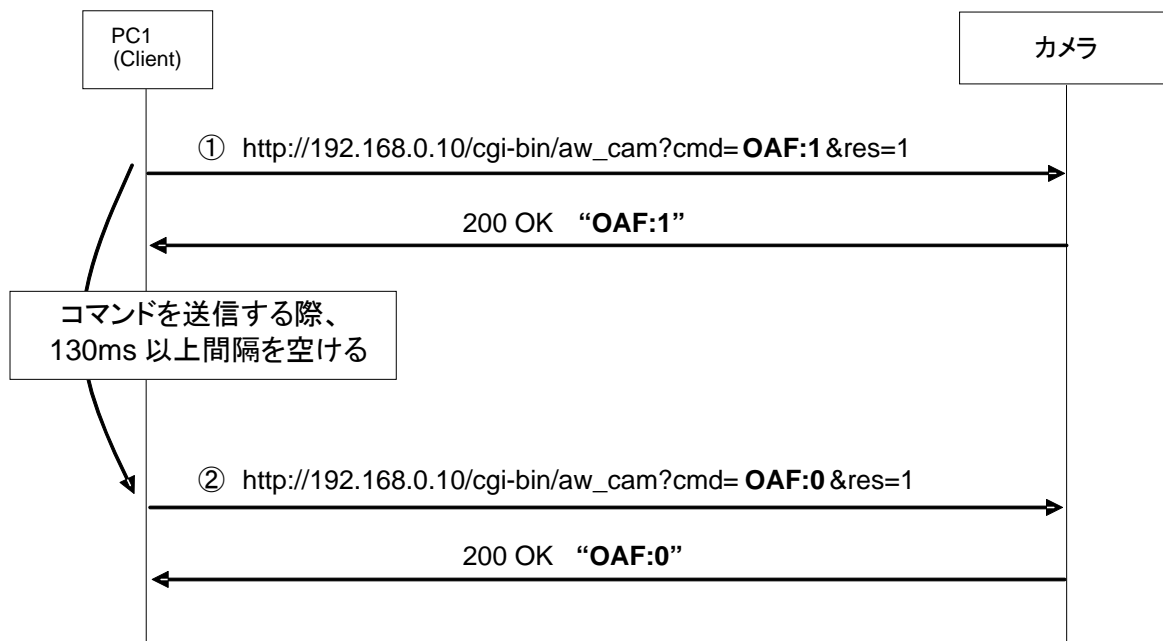 PC1
(Client)
カメラ
① http://192.168.0.10/cgi-bin/aw_cam?cmd= OAF:1 &res=1
200 OK “OAF:1”
コマンドを送信する際、
130ms 以上間隔を空ける
② http://192.168.0.10/cgi-bin/aw_cam?cmd= OAF:0 &res=1
200 OK “OAF:0”